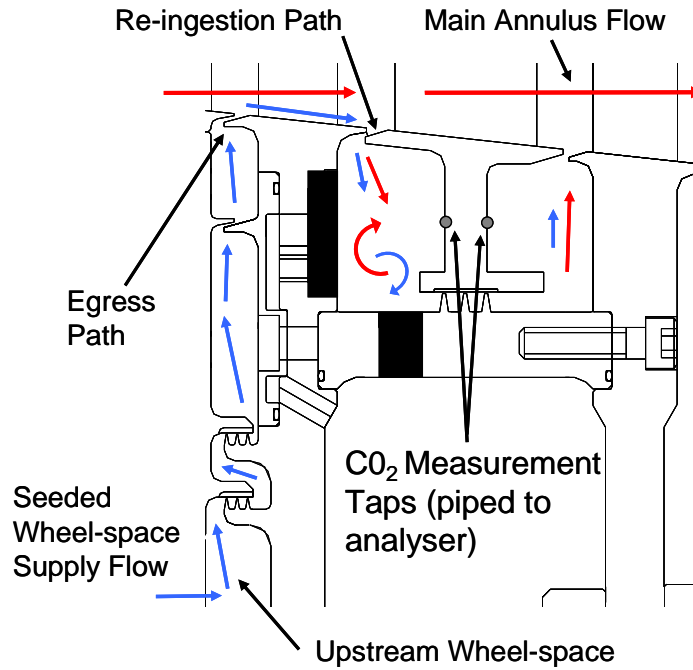 Re-ingestion Path
Main Annulus Flow
Egress
Path
C0₂ Measurement
Taps (piped to
analyser)
Seeded
Wheel-space
Supply Flow
Upstream Wheel-space